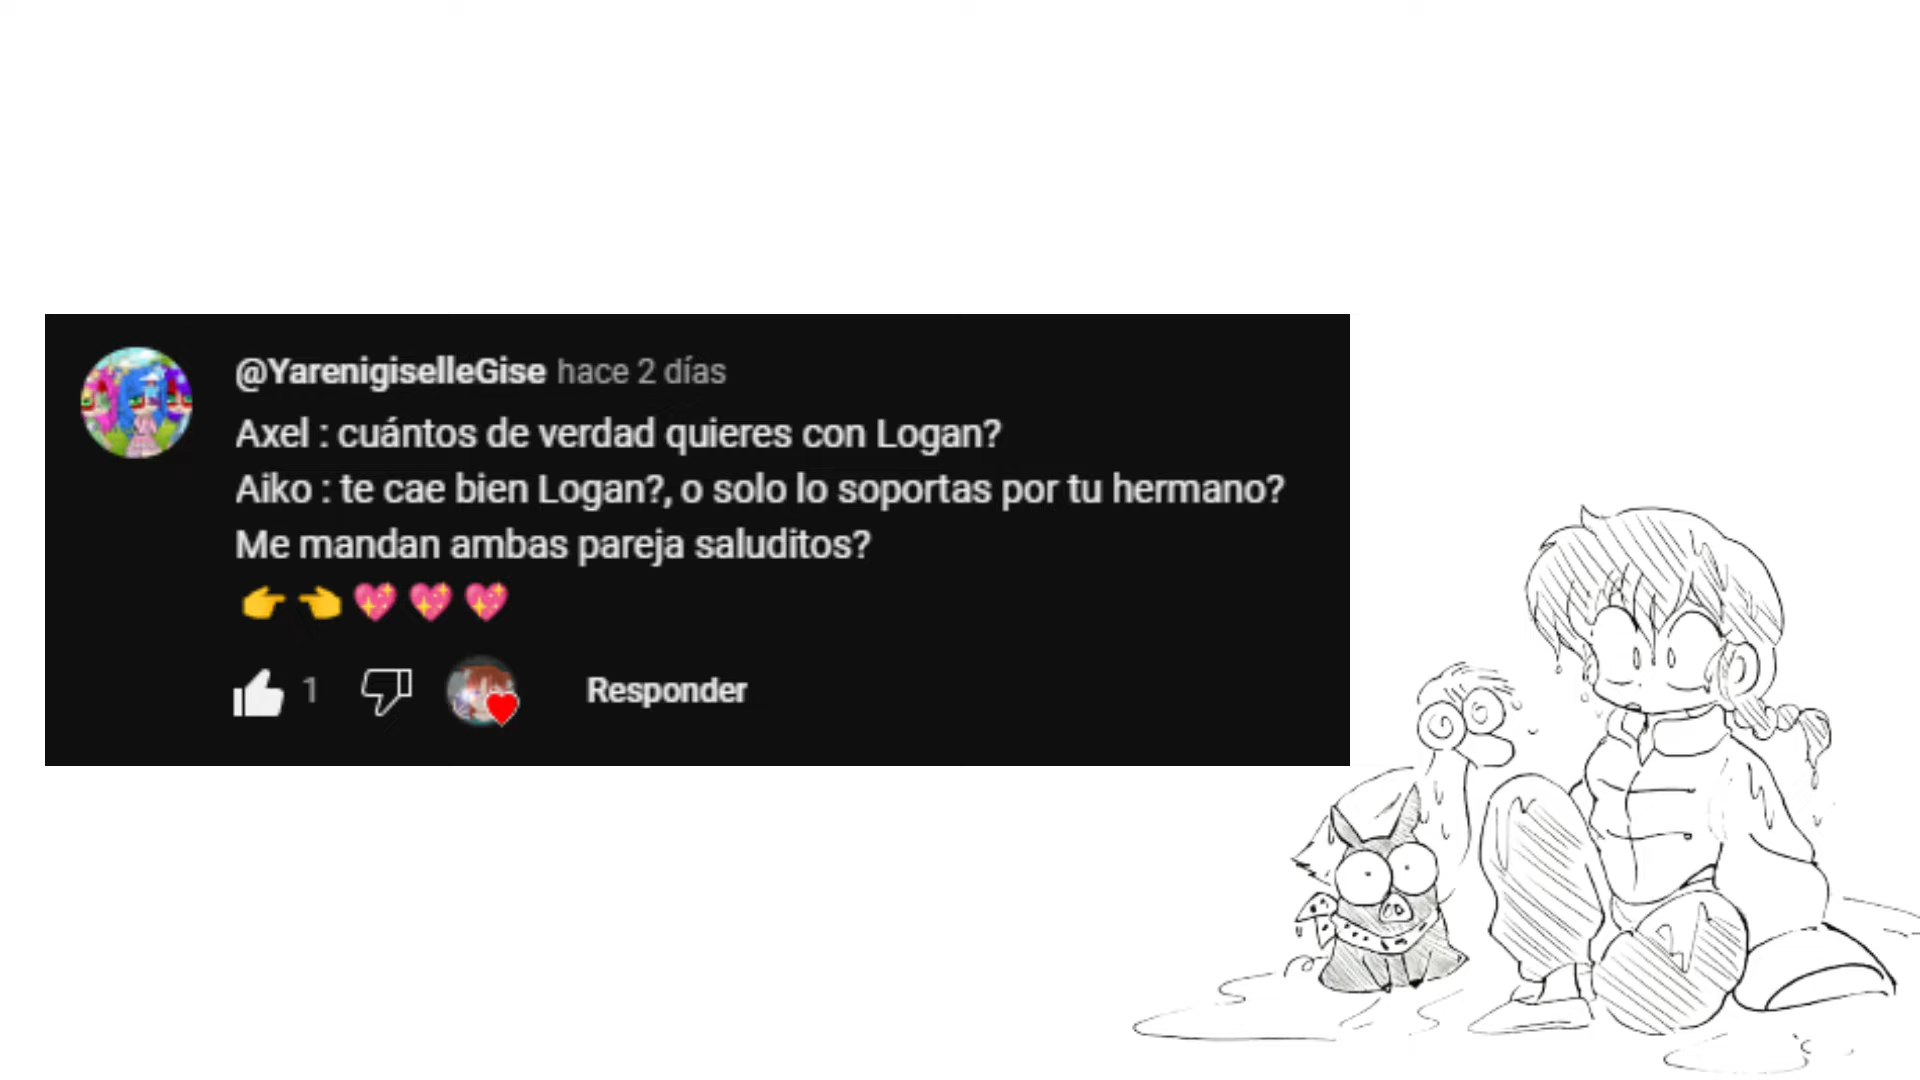 @YarenigiselleGise hace 2 días
Axel : cuántos de verdad quieres con Logan?
Aiko : te cae bien Logan?, o solo lo soportas por tu hermano?
Me mandan ambas pareja saluditos?
👉👈💖💖💖
1 Responder